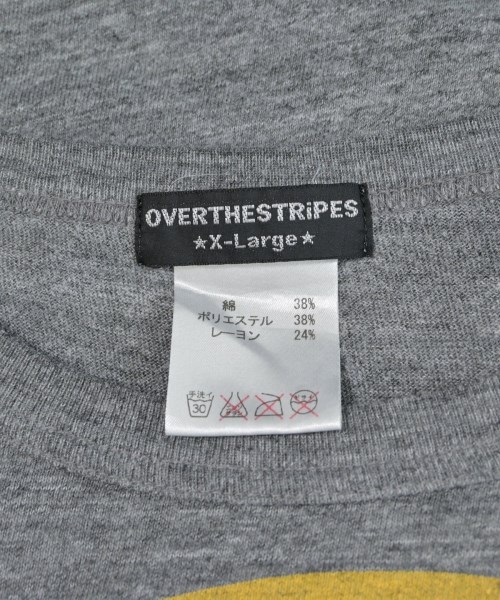 OVERTHESTRiPES
★X-Large★
綿 38%
ポリエステル 38%
レーヨン 24%
手洗イ
30